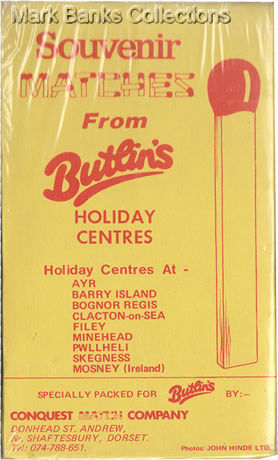 Mark Banks Collections
Souvenir
MATCHES
From
Butlin's
HOLIDAY
CENTRES
Holiday Centres At -
AYR
BARRY ISLAND
BOGNOR REGIS
CLACTON-on-SEA
FILEY
MINEHEAD
PWLLHELI
SKEGNESS
MOSNEY (Ireland)
SPECIALLY PACKED FOR Butlin's BY:-
CONQUEST MATCH COMPANY
DONHEAD ST. ANDREW,
Nr. SHAFTESBURY, DORSET.
Tel: 074-788-651.
Photos: JOHN HINDE LTD.